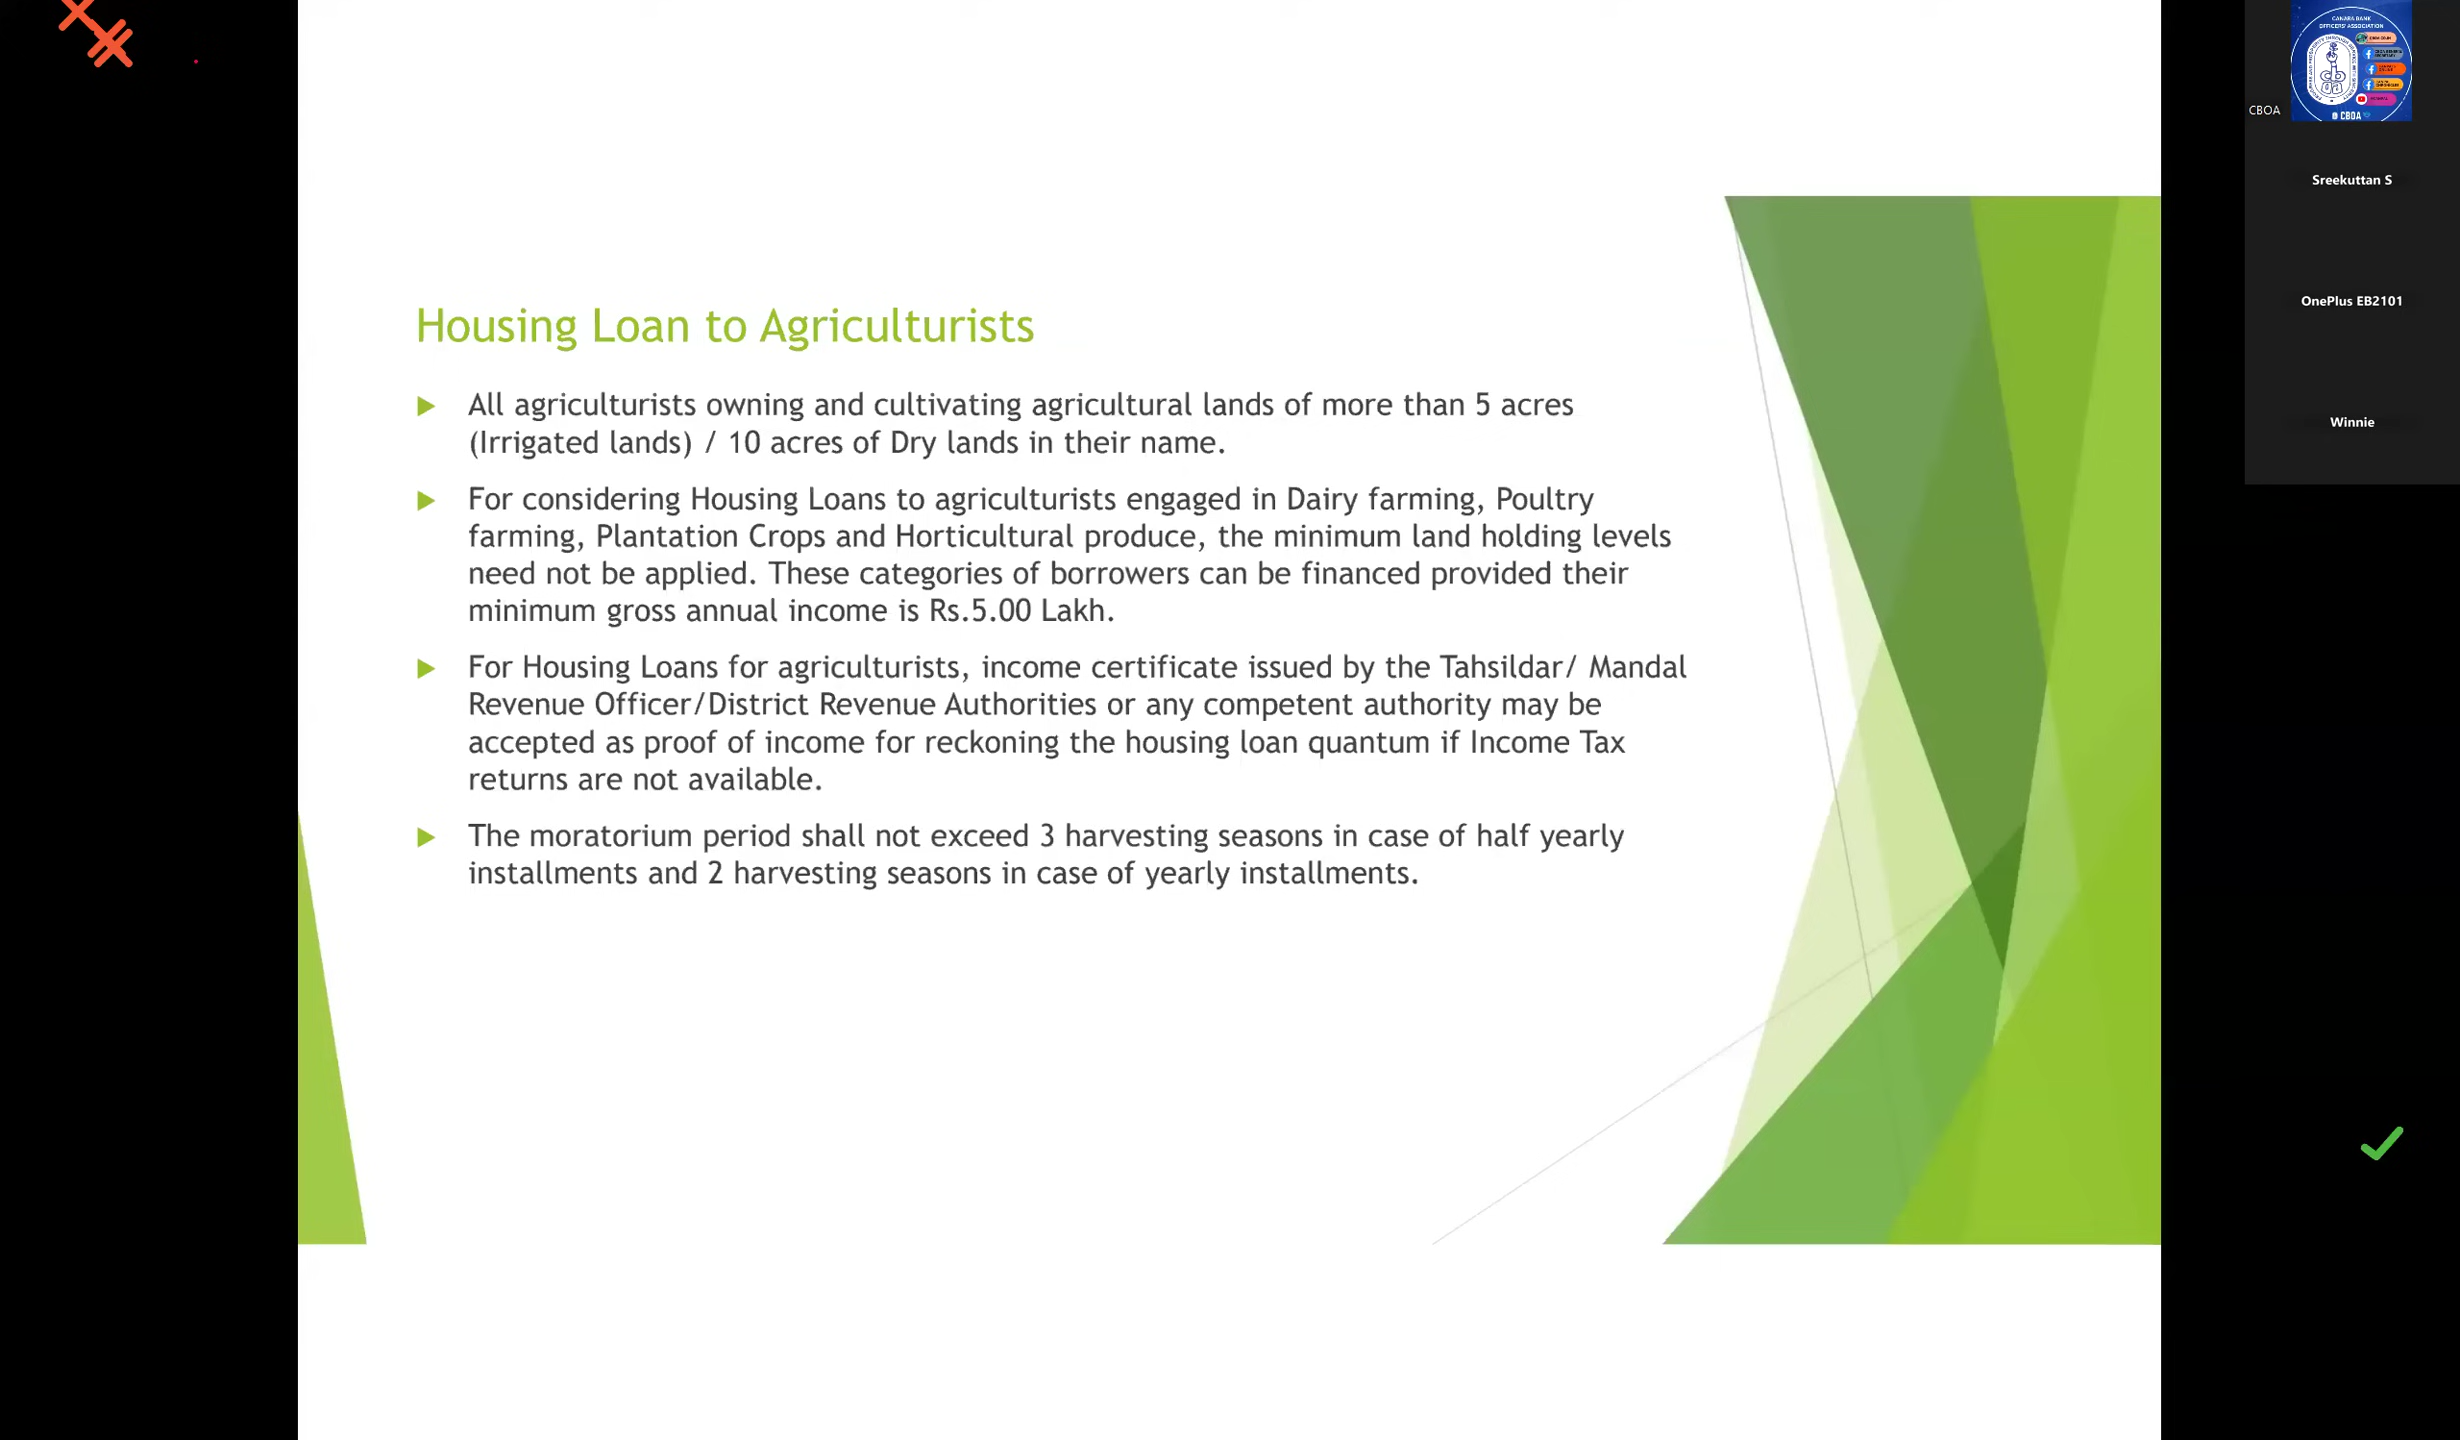 Housing Loan to Agriculturists
All agriculturists owning and cultivating agricultural lands of more than 5 acres
(Irrigated lands) / 10 acres of Dry lands in their name.
For considering Housing Loans to agriculturists engaged in Dairy farming, Poultry
farming, Plantation Crops and Horticultural produce, the minimum land holding levels
need not be applied. These categories of borrowers can be financed provided their
minimum gross annual income is Rs.5.00 Lakh.
For Housing Loans for agriculturists, income certificate issued by the Tahsildar/ Mandal
Revenue Officer/District Revenue Authorities or any competent authority may be
accepted as proof of income for reckoning the housing loan quantum if Income Tax
returns are not available.
The moratorium period shall not exceed 3 harvesting seasons in case of half yearly
installments and 2 harvesting seasons in case of yearly installments.
CANARA BANK
OFFICERS' ASSOCIATION
cb
oa
@ CBOA
CBOA
Sreekuttan S
OnePlus EB2101
Winnie